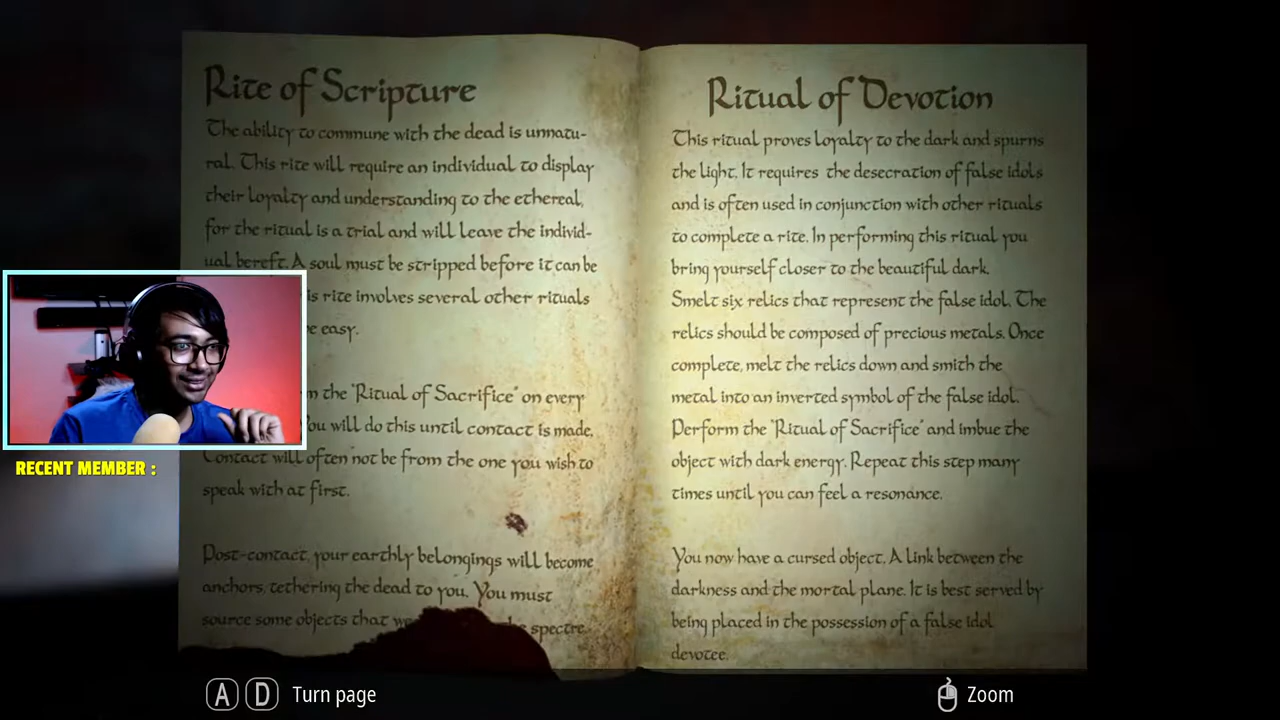 Rite of Scripture
The ability to commune with the dead is unnatu-
ral. This rite will require an individual to display
their loyalty and understanding to the ethereal,
for the ritual is a trial and will leave the individ-
ual bereft. A soul must be stripped before it can be
is rite involves several other rituals
e easy.
the "Ritual of Sacrifice" on every
ou will do this until contact is made.
Contact will often not be from the one you wish to
speak with at first.
Post-contact, your earthly belongings will become
anchors, tethering the dead to you. You must
source some objects that we spectre
Ritual of Devotion
This ritual proves loyalty to the dark and spurns
the light. It requires the desecration of false idols
and is often used in conjunction with other rituals
to complete a rite. In performing this ritual you
bring yourself closer to the beautiful dark.
Smelt six relics that represent the false idol. The
relics should be composed of precious metals. Once
complete, melt the relics down and smith the
metal into an inverted symbol of the false idol.
Perform the "Ritual of Sacrifice" and imbue the
object with dark energy. Repeat this step many
times until you can feel a resonance.
You now have a cursed object. A link between the
darkness and the mortal plane. It is best served by
being placed in the possession of a false idol
devotee.
RECENT MEMBER :
A D Turn page
Zoom